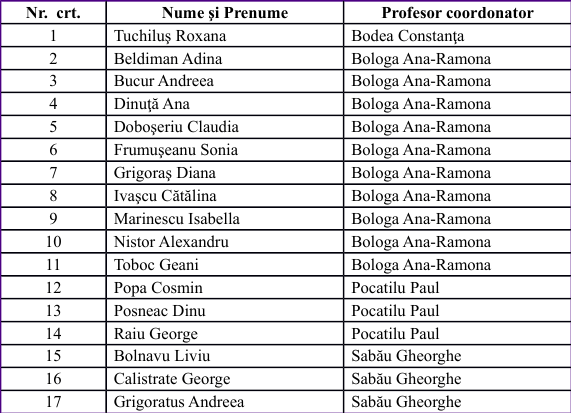 Nr. crt. Nume şi Prenume Profesor coordonator
1 Tuchiluş Roxana Bodea Constanţa
2 Beldiman Adina Bologa Ana-Ramona
3 Bucur Andreea Bologa Ana-Ramona
4 Dinuţă Ana Bologa Ana-Ramona
5 Doboşeriu Claudia Bologa Ana-Ramona
6 Frumuşeanu Sonia Bologa Ana-Ramona
7 Grigoraş Diana Bologa Ana-Ramona
8 Ivaşcu Cătălina Bologa Ana-Ramona
9 Marinescu Isabella Bologa Ana-Ramona
10 Nistor Alexandru Bologa Ana-Ramona
11 Toboc Geani Bologa Ana-Ramona
12 Popa Cosmin Pocatilu Paul
13 Posneac Dinu Pocatilu Paul
14 Raiu George Pocatilu Paul
15 Bolnavu Liviu Sabău Gheorghe
16 Calistrate George Sabău Gheorghe
17 Grigoratus Andreea Sabău Gheorghe